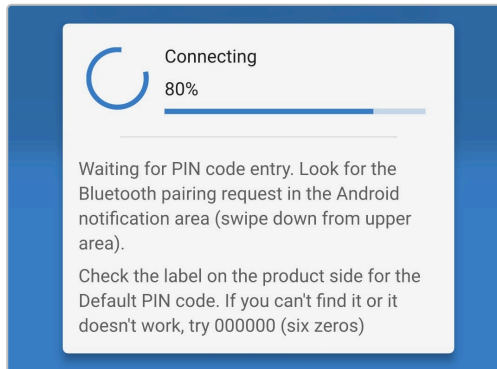 Connecting
80%
Waiting for PIN code entry. Look for the
Bluetooth pairing request in the Android
notification area (swipe down from upper
area).
Check the label on the product side for the
Default PIN code. If you can't find it or it
doesn't work, try 000000 (six zeros)